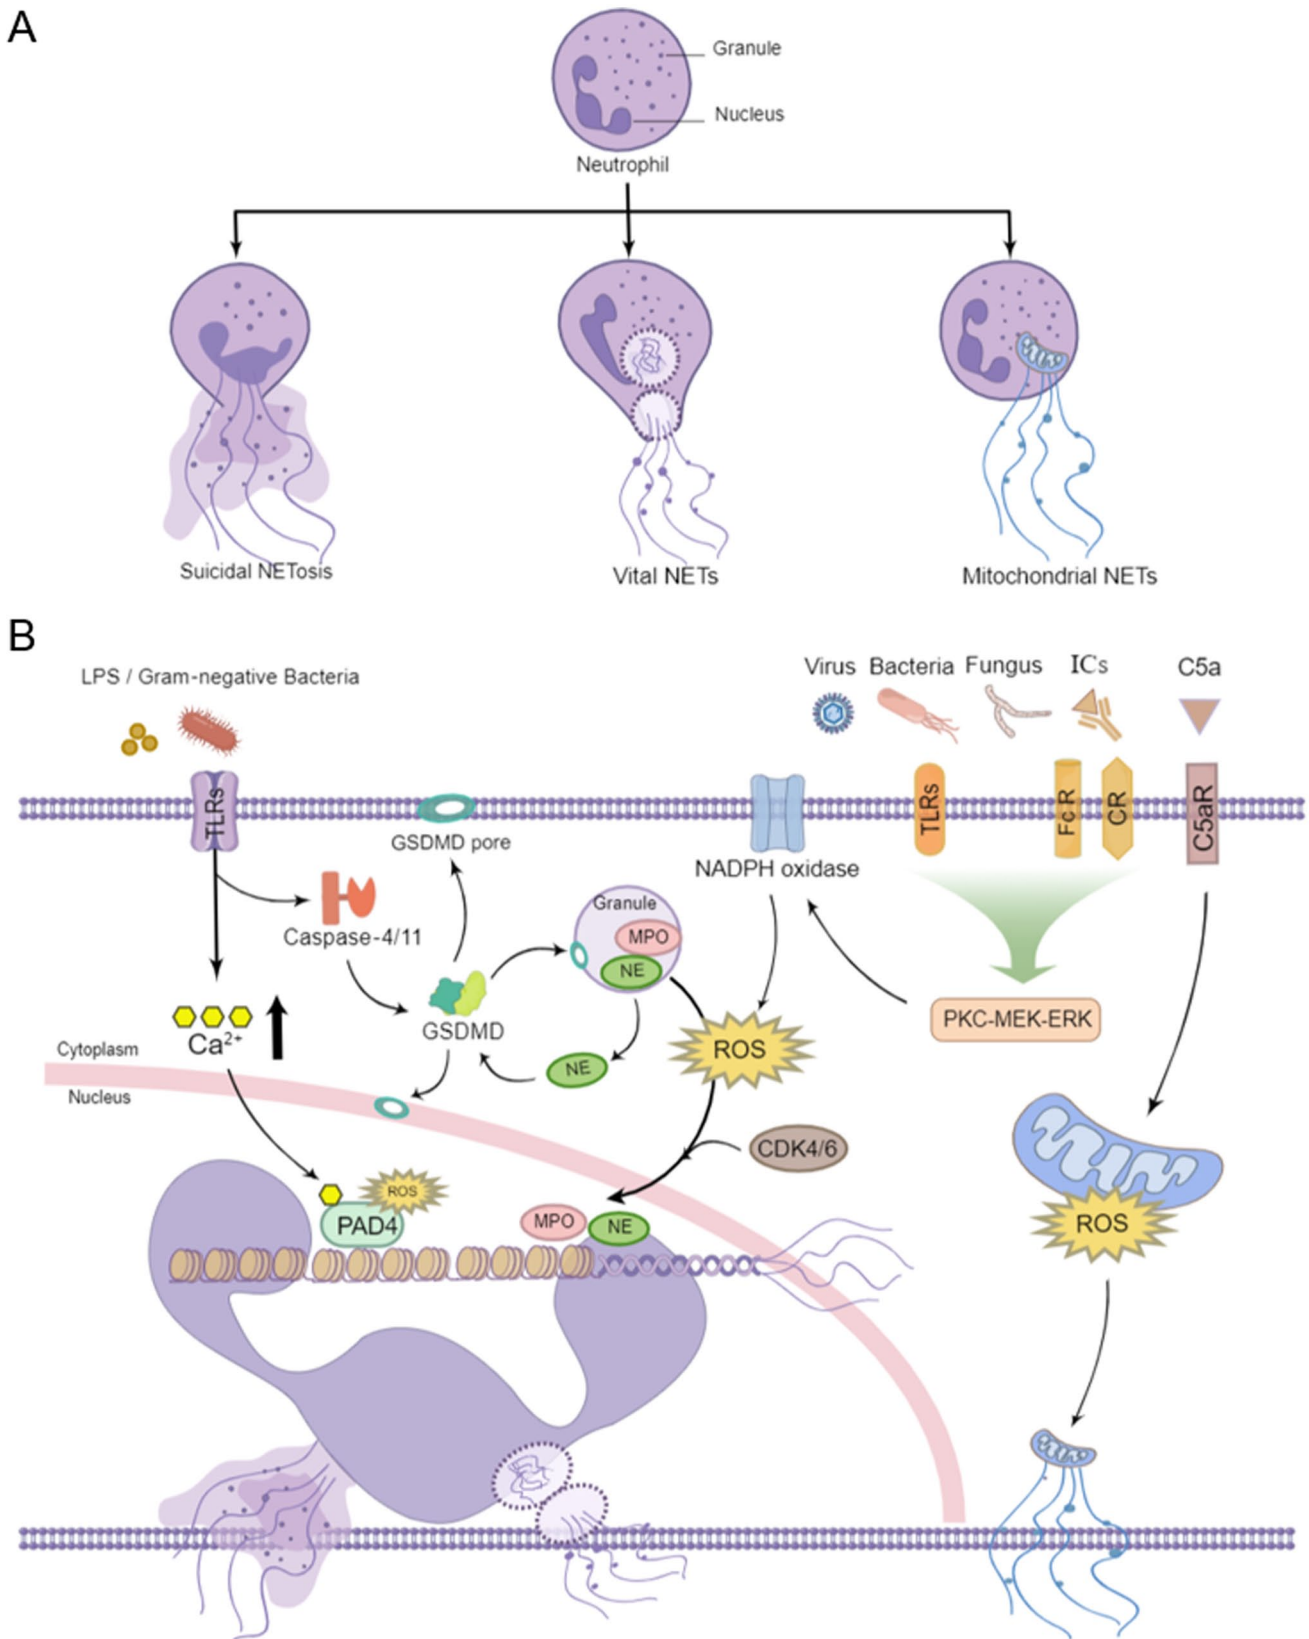 A
Granule
Nucleus
Neutrophil
Suicidal NETosis
Vital NETs
Mitochondrial NETs
B
LPS / Gram-negative Bacteria
Virus
Bacteria
Fungus
ICs
C5a
TLRs
TLRs
Fc R
CR
C5aR
GSDMD pore
NADPH oxidase
Granule
MPO
NE
Caspase-4/11
GSDMD
PKC-MEK-ERK
Ca²⁺
ROS
Cytoplasm
NE
Nucleus
CDK4/6
ROS
PAD4
MPO
NE
ROS